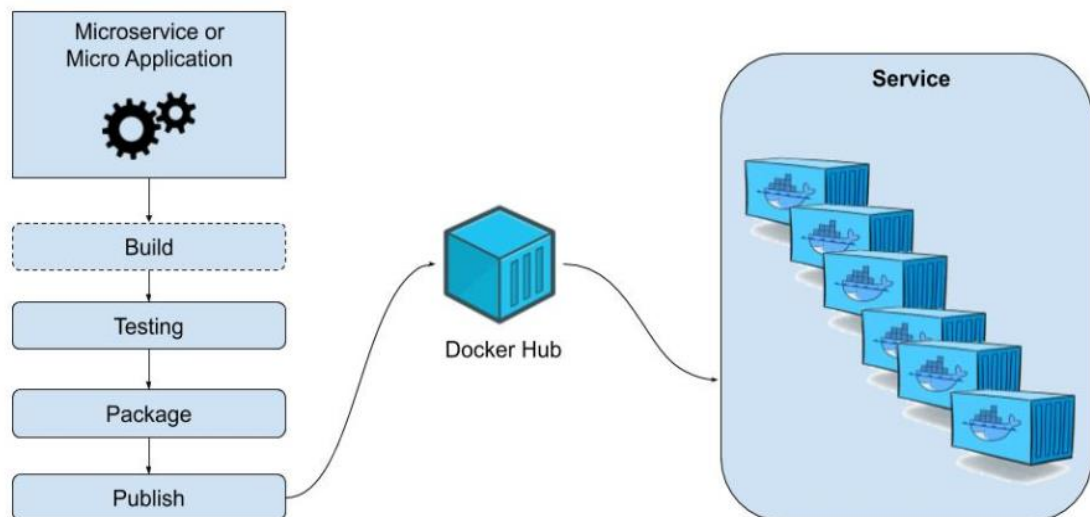 Microservice or
Micro Application
Build
Testing
Package
Publish
Docker Hub
Service